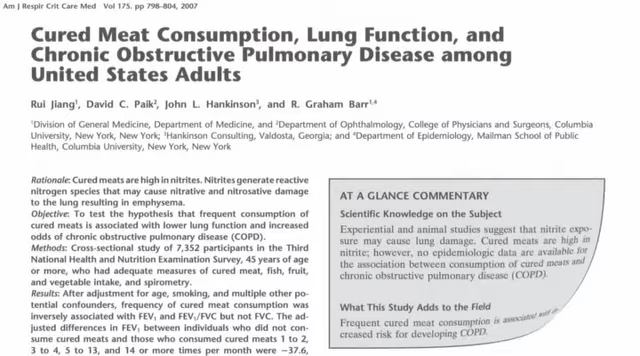 Am J Respir Crit Care Med Vol 175. pp 798–804, 2007
Cured Meat Consumption, Lung Function, and
Chronic Obstructive Pulmonary Disease among
United States Adults
Rui Jiang¹, David C. Paik², John L. Hankinson³, and R. Graham Barr¹,⁴
¹Division of General Medicine, Department of Medicine, and ²Department of Ophthalmology, College of Physicians and Surgeons, Columbia
University, New York, New York; ³Hankinson Consulting, Valdosta, Georgia; and ⁴Department of Epidemiology, Mailman School of Public
Health, Columbia University, New York, New York
Rationale: Cured meats are high in nitrites. Nitrites generate reactive
nitrogen species that may cause nitrative and nitrosative damage
to the lung resulting in emphysema.
Objective: To test the hypothesis that frequent consumption of
cured meats is associated with lower lung function and increased
odds of chronic obstructive pulmonary disease (COPD).
Methods: Cross-sectional study of 7,352 participants in the Third
National Health and Nutrition Examination Survey, 45 years of age
or more, who had adequate measures of cured meat, fish, fruit,
and vegetable intake, and spirometry.
Results: After adjustment for age, smoking, and multiple other po-
tential confounders, frequency of cured meat consumption was
inversely associated with FEV₁ and FEV₁/FVC but not FVC. The ad-
justed differences in FEV₁ between individuals who did not con-
sume cured meats and those who consumed cured meats 1 to 2,
3 to 4, 5 to 13, and 14 or more times per month were −37.6,
AT A GLANCE COMMENTARY
Scientific Knowledge on the Subject
Experiential and animal studies suggest that nitrite expo-
sure may cause lung damage. Cured meats are high in
nitrite; however, no epidemiologic data are available for
the association between consumption of cured meats and
chronic obstructive pulmonary disease (COPD).
What This Study Adds to the Field
Frequent cured meat consumption is associated with
creased risk for developing COPD.